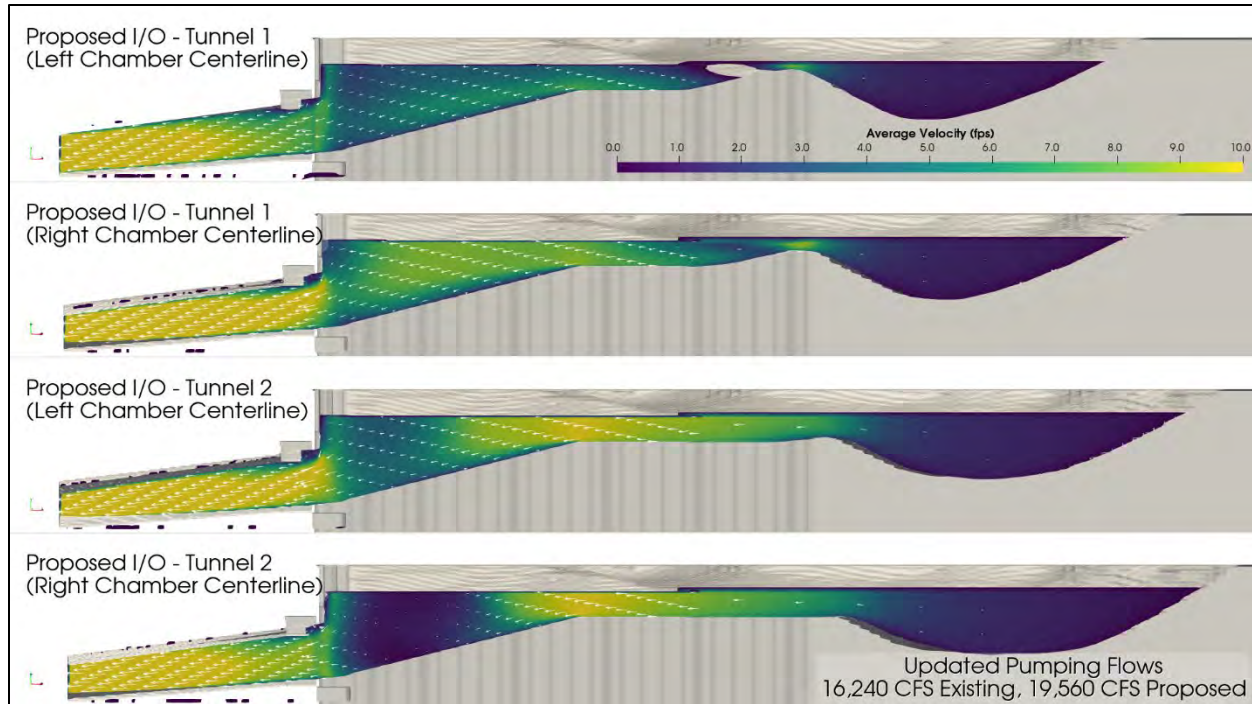 Proposed I/O - Tunnel 1
(Left Chamber Centerline)
Average Velocity (fps)
0.0 1.0 2.0 3.0 4.0 5.0 6.0 7.0 8.0 9.0 10.0
Proposed I/O - Tunnel 1
(Right Chamber Centerline)
Proposed I/O - Tunnel 2
(Left Chamber Centerline)
Proposed I/O - Tunnel 2
(Right Chamber Centerline)
Updated Pumping Flows
16,240 CFS Existing, 19,560 CFS Proposed